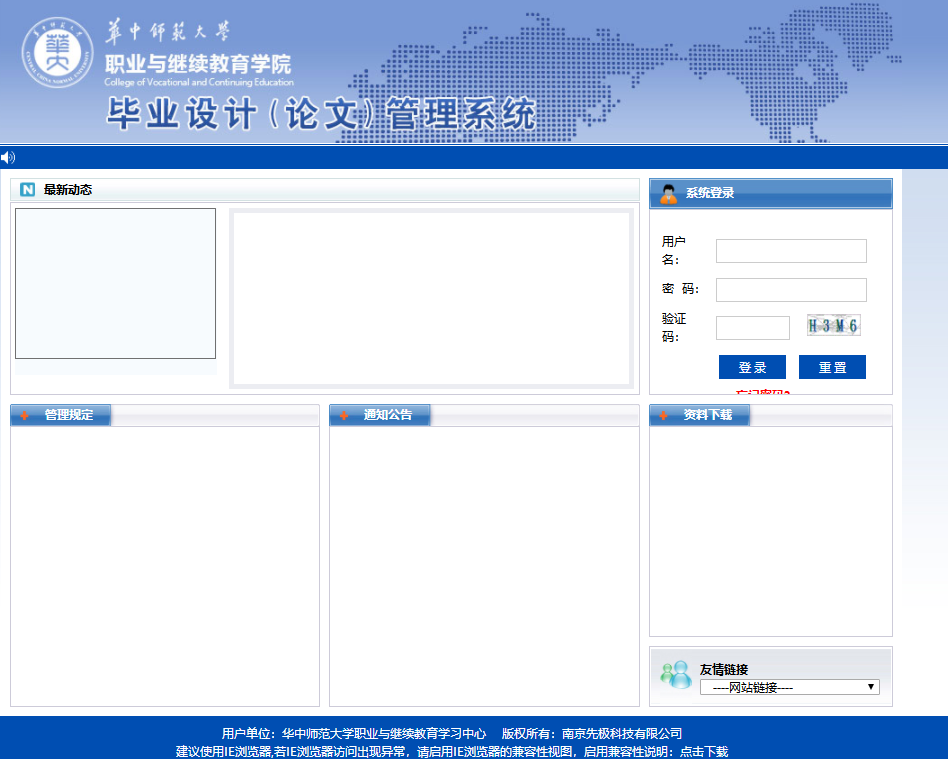 華中师范大学
职业与继续教育学院
College of Vocational and Continuing Education
毕业设计(论文)管理系统
N 最新动态
系统登录
用户
名：
密 码：
验证
码：
H3M6
登 录 重 置
忘记密码?
管理规定
通知公告
资料下载
友情链接
----网站链接----
用户单位：华中师范大学职业与继续教育学习中心 版权所有：南京先极科技有限公司
建议使用IE浏览器,若IE浏览器访问出现异常，请启用IE浏览器的兼容性视图，启用兼容性说明：点击下载